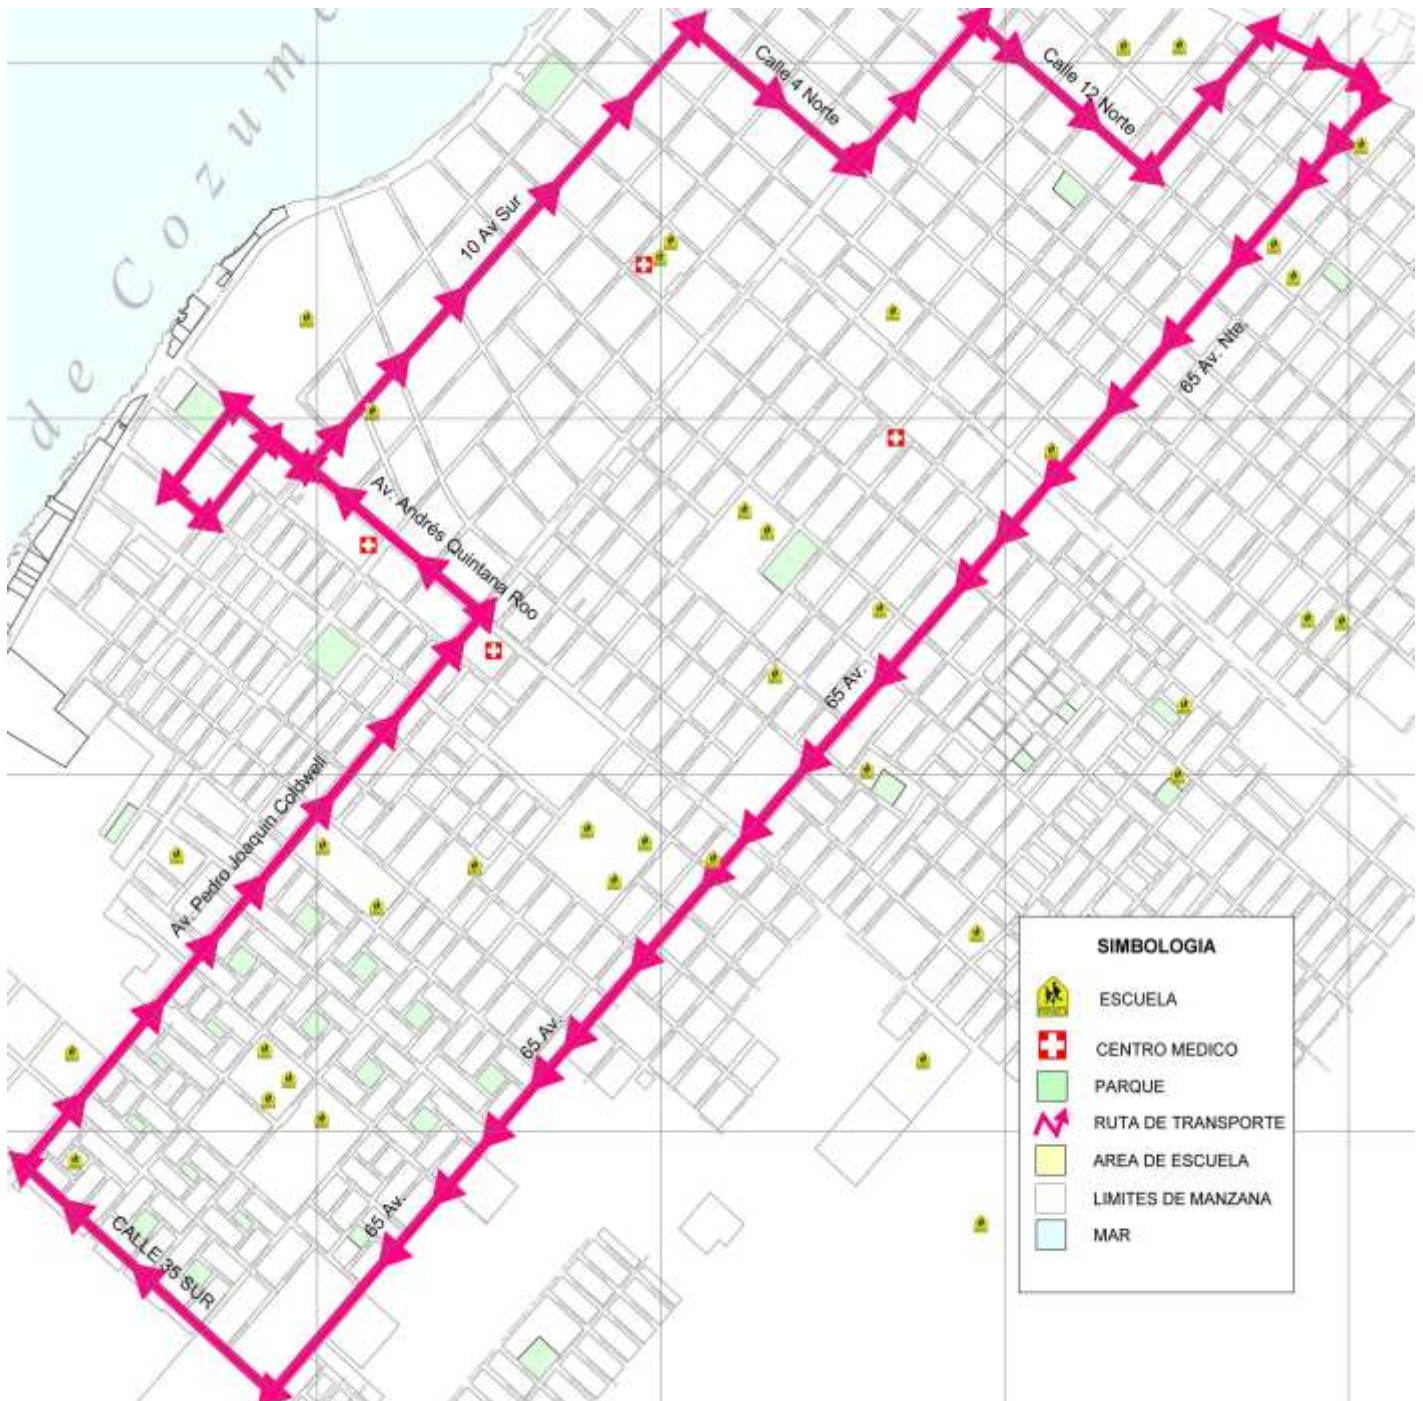 de Cozume
Calle 4 Norte
Calle 12 Norte
10 Av Sur
65 Av. Nte.
Av. Andrés Quintana Roo
65 Av.
Av. Pedro Joaquin Coldwell
65 Av.
65 Av.
CALLE 35 SUR
SIMBOLOGIA
ESCUELA
CENTRO MEDICO
PARQUE
RUTA DE TRANSPORTE
AREA DE ESCUELA
LIMITES DE MANZANA
MAR